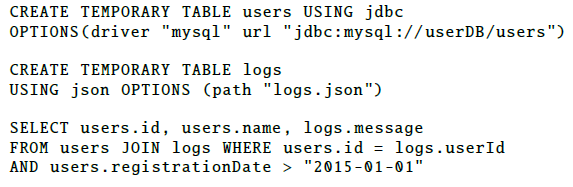 CREATE TEMPORARY TABLE users USING jdbc
OPTIONS(driver "mysql" url "jdbc:mysql://userDB/users")
CREATE TEMPORARY TABLE logs
USING json OPTIONS (path "logs.json")
SELECT users.id, users.name, logs.message
FROM users JOIN logs WHERE users.id = logs.userId
AND users.registrationDate > "2015-01-01"